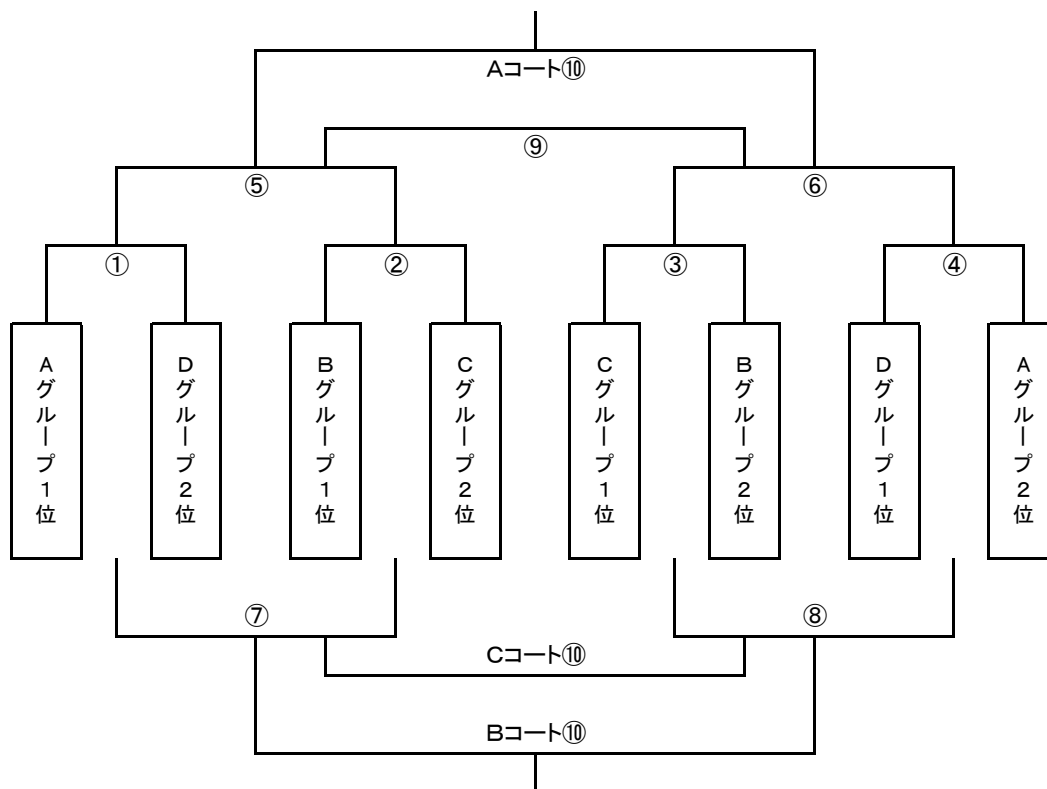 Aコート⑩
⑨
⑤
⑥
①
②
③
④
Aグループ1位
Dグループ2位
Bグループ1位
Cグループ2位
Cグループ1位
Bグループ2位
Dグループ1位
Aグループ2位
⑦
⑧
Cコート⑩
Bコート⑩